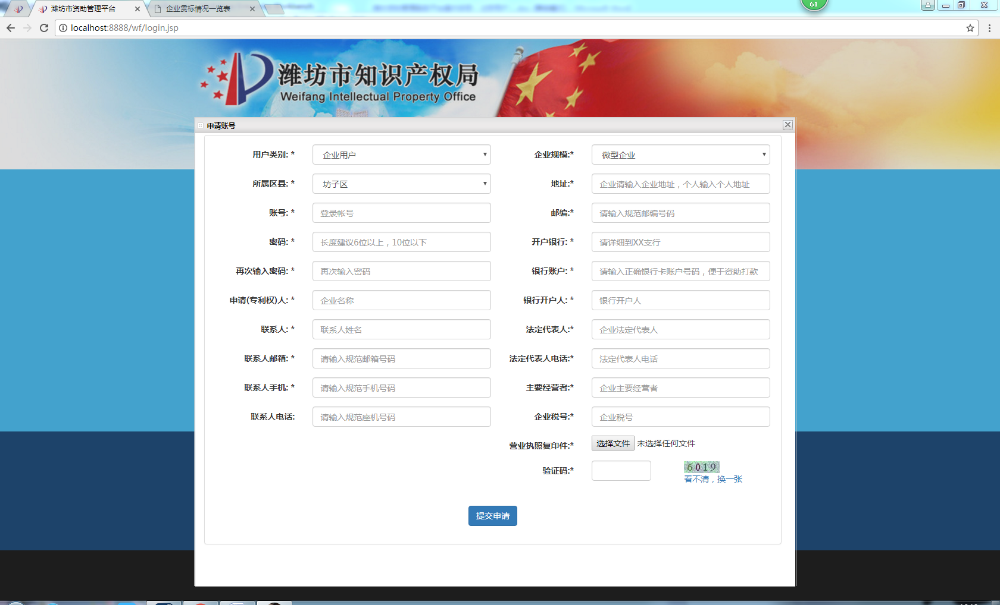 潍坊市资助管理平台
企业贯标情况一览表
61
localhost:8888/wf/login.jsp
潍坊市知识产权局
Weifang Intellectual Property Office
申请账号
用户类别: * 企业用户 企业规模:* 微型企业
所属区县: * 坊子区 地址:* 企业请输入企业地址，个人输入个人地址
账号: * 登录帐号 邮编:* 请输入规范邮编号码
密码: * 长度建议6位以上，10位以下 开户银行: * 请详细到XX支行
再次输入密码: * 再次输入密码 银行账户: * 请输入正确银行卡账户号码，便于资助打款
申请(专利权)人: * 企业名称 银行开户人: * 银行开户人
联系人: * 联系人姓名 法定代表人:* 企业法定代表人
联系人邮箱: * 请输入规范邮箱号码 法定代表人电话:* 法定代表人电话
联系人手机: * 请输入规范手机号码 主要经营者:* 企业主要经营者
联系人电话: 请输入规范座机号码 企业税号:* 企业税号
营业执照复印件:* 选择文件 未选择任何文件
验证码:* 6019
看不清，换一张
提交申请